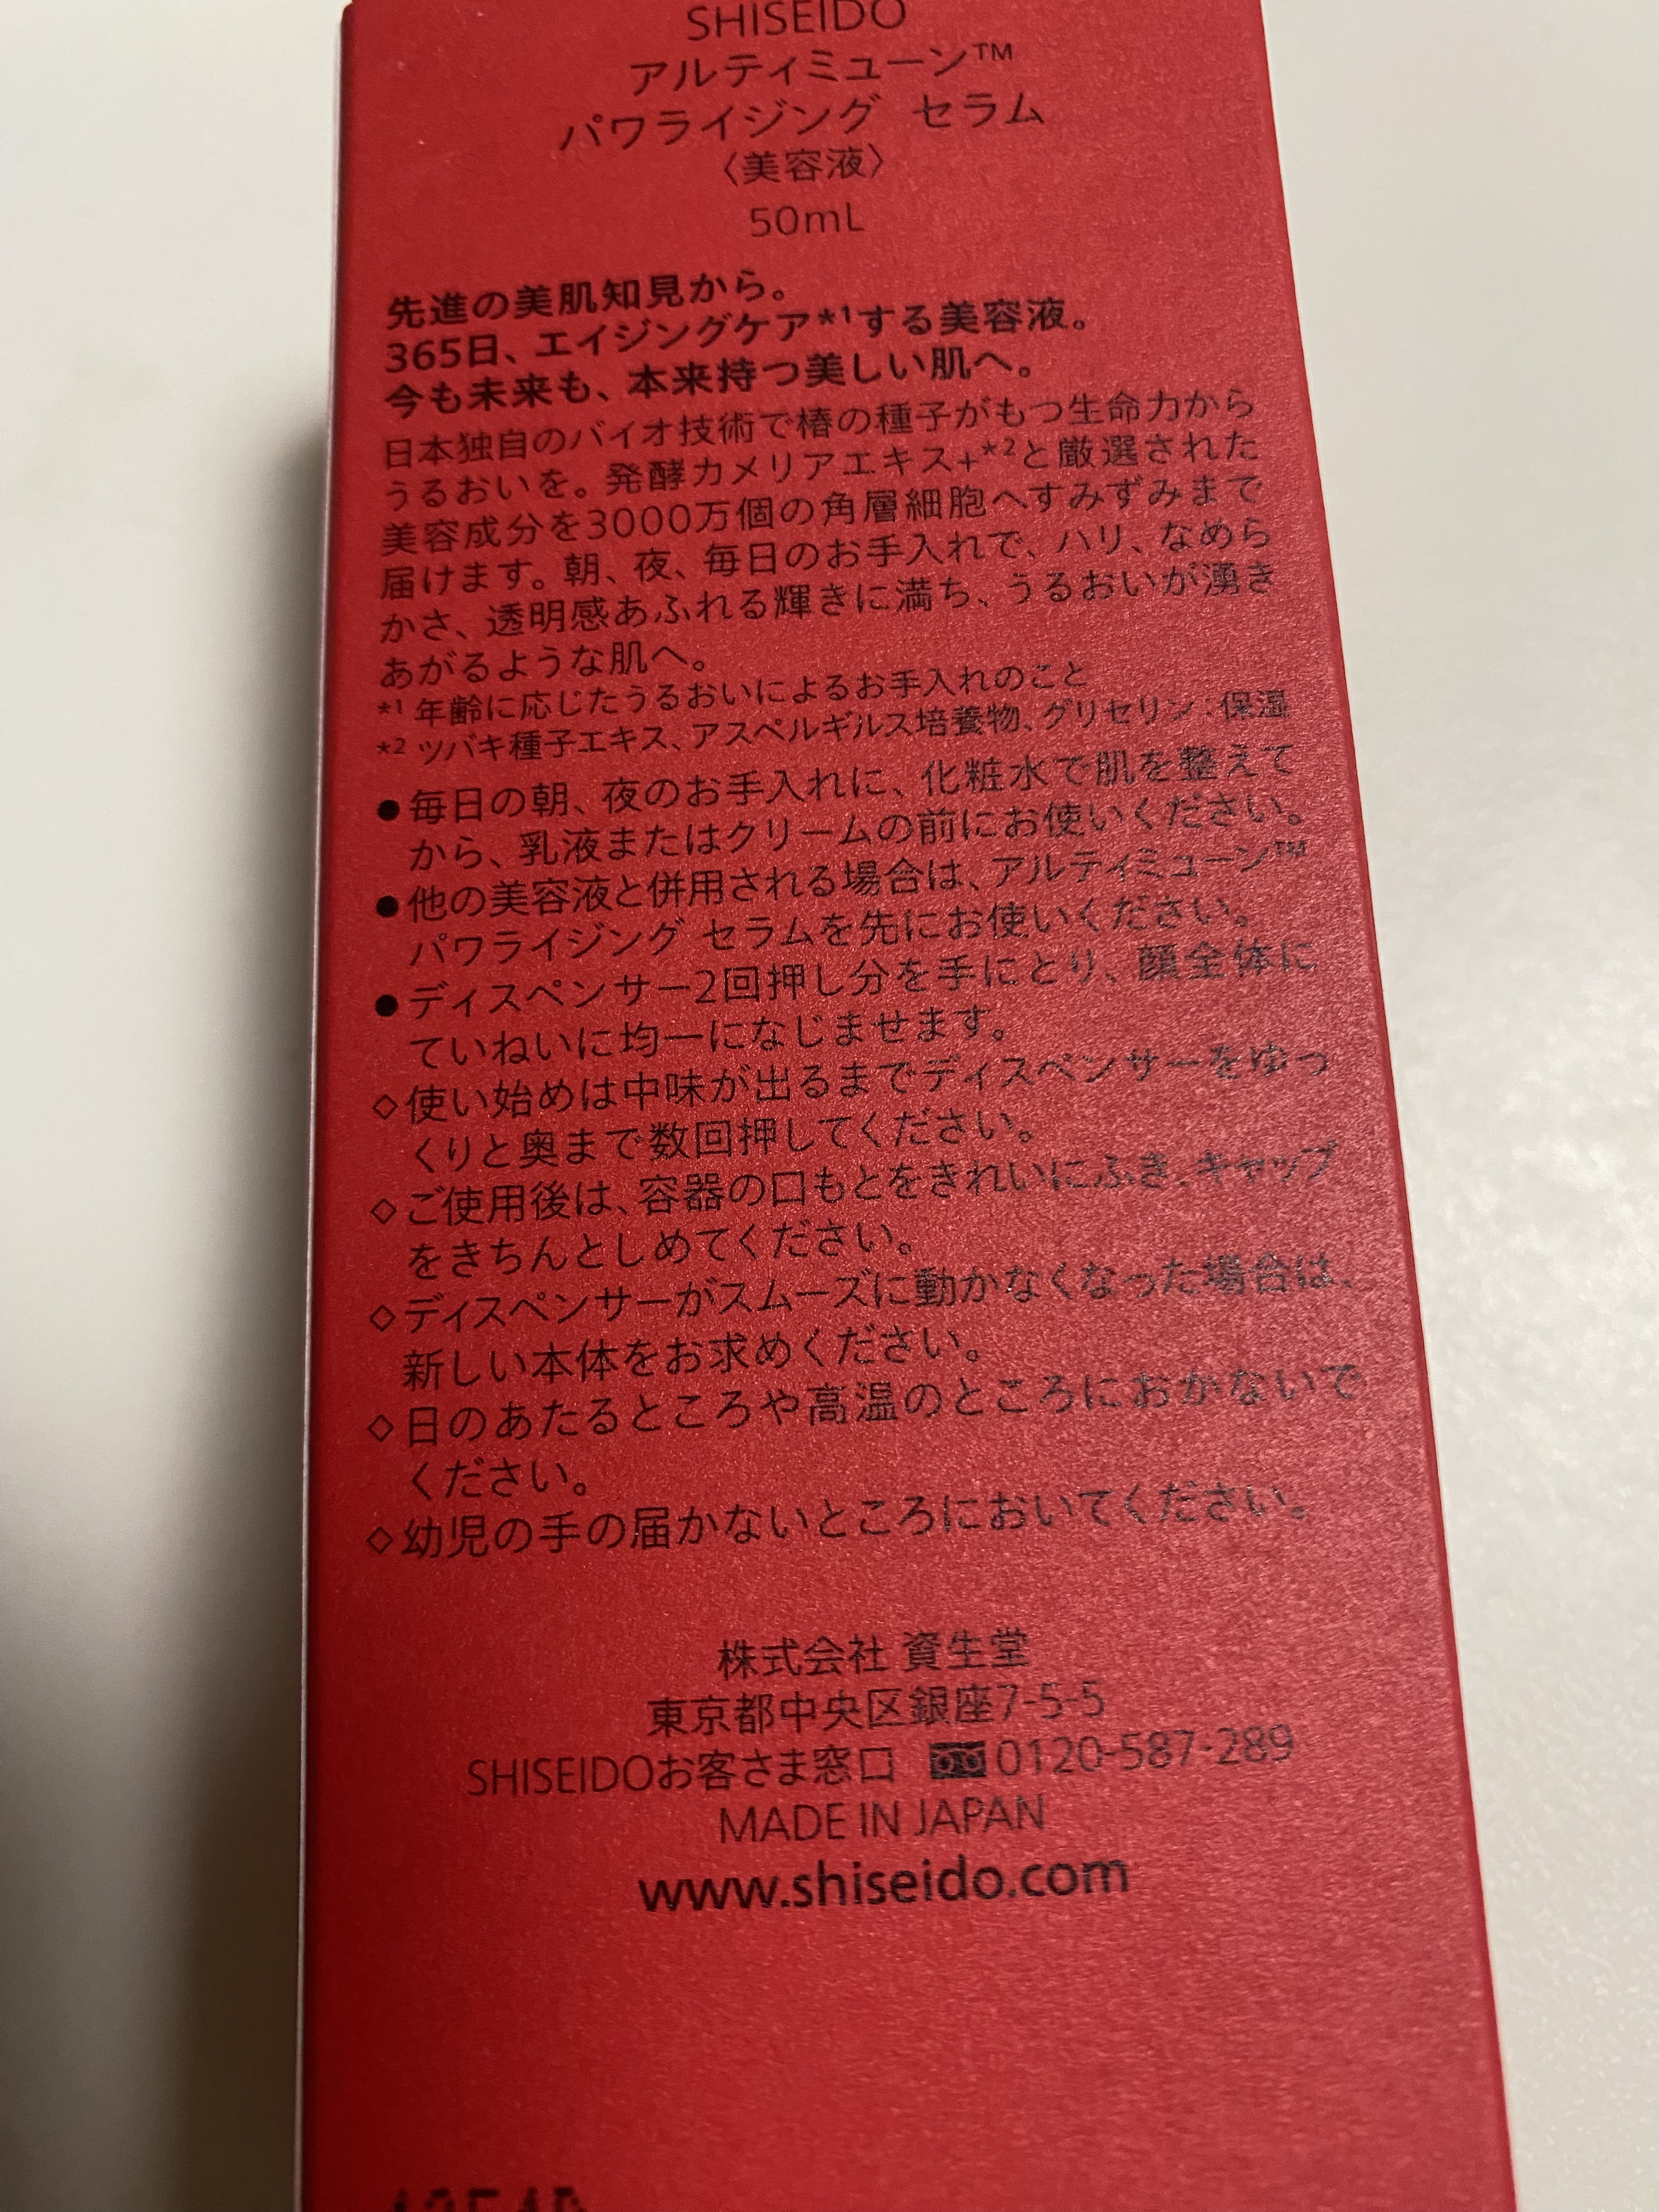 SHISEIDO
アルティミューン™
パワライジング セラム
〈美容液〉
50mL
先進の美肌知見から。
365日、エイジングケア*¹する美容液。
今も未来も、本来持つ美しい肌へ。
日本独自のバイオ技術で椿の種子がもつ生命力から
うるおいを。発酵カメリアエキス+*²と厳選された
美容成分を3000万個の角層細胞へすみずみまで
届けます。朝、夜、毎日のお手入れで、ハリ、なめら
かさ、透明感あふれる輝きに満ち、うるおいが湧き
あがるような肌へ。
*¹ 年齢に応じたうるおいによるお手入れのこと
*² ツバキ種子エキス、アスペルギルス培養物、グリセリン:保湿
●毎日の朝、夜のお手入れに、化粧水で肌を整えて
から、乳液またはクリームの前にお使いください。
●他の美容液と併用される場合は、アルティミューン™
パワライジング セラムを先にお使いください。
●ディスペンサー2回押し分を手にとり、顔全体に
ていねいに均一になじませます。
◇使い始めは中味が出るまでディスペンサーをゆっ
くりと奥まで数回押してください。
◇ご使用後は、容器の口もとをきれいにふき、キャップ
をきちんとしめてください。
◇ディスペンサーがスムーズに動かなくなった場合は、
新しい本体をお求めください。
◇日のあたるところや高温のところにおかないで
ください。
◇幼児の手の届かないところにおいてください。
株式会社 資生堂
東京都中央区銀座7-5-5
SHISEIDOお客さま窓口 0120-587-289
MADE IN JAPAN
www.shiseido.com